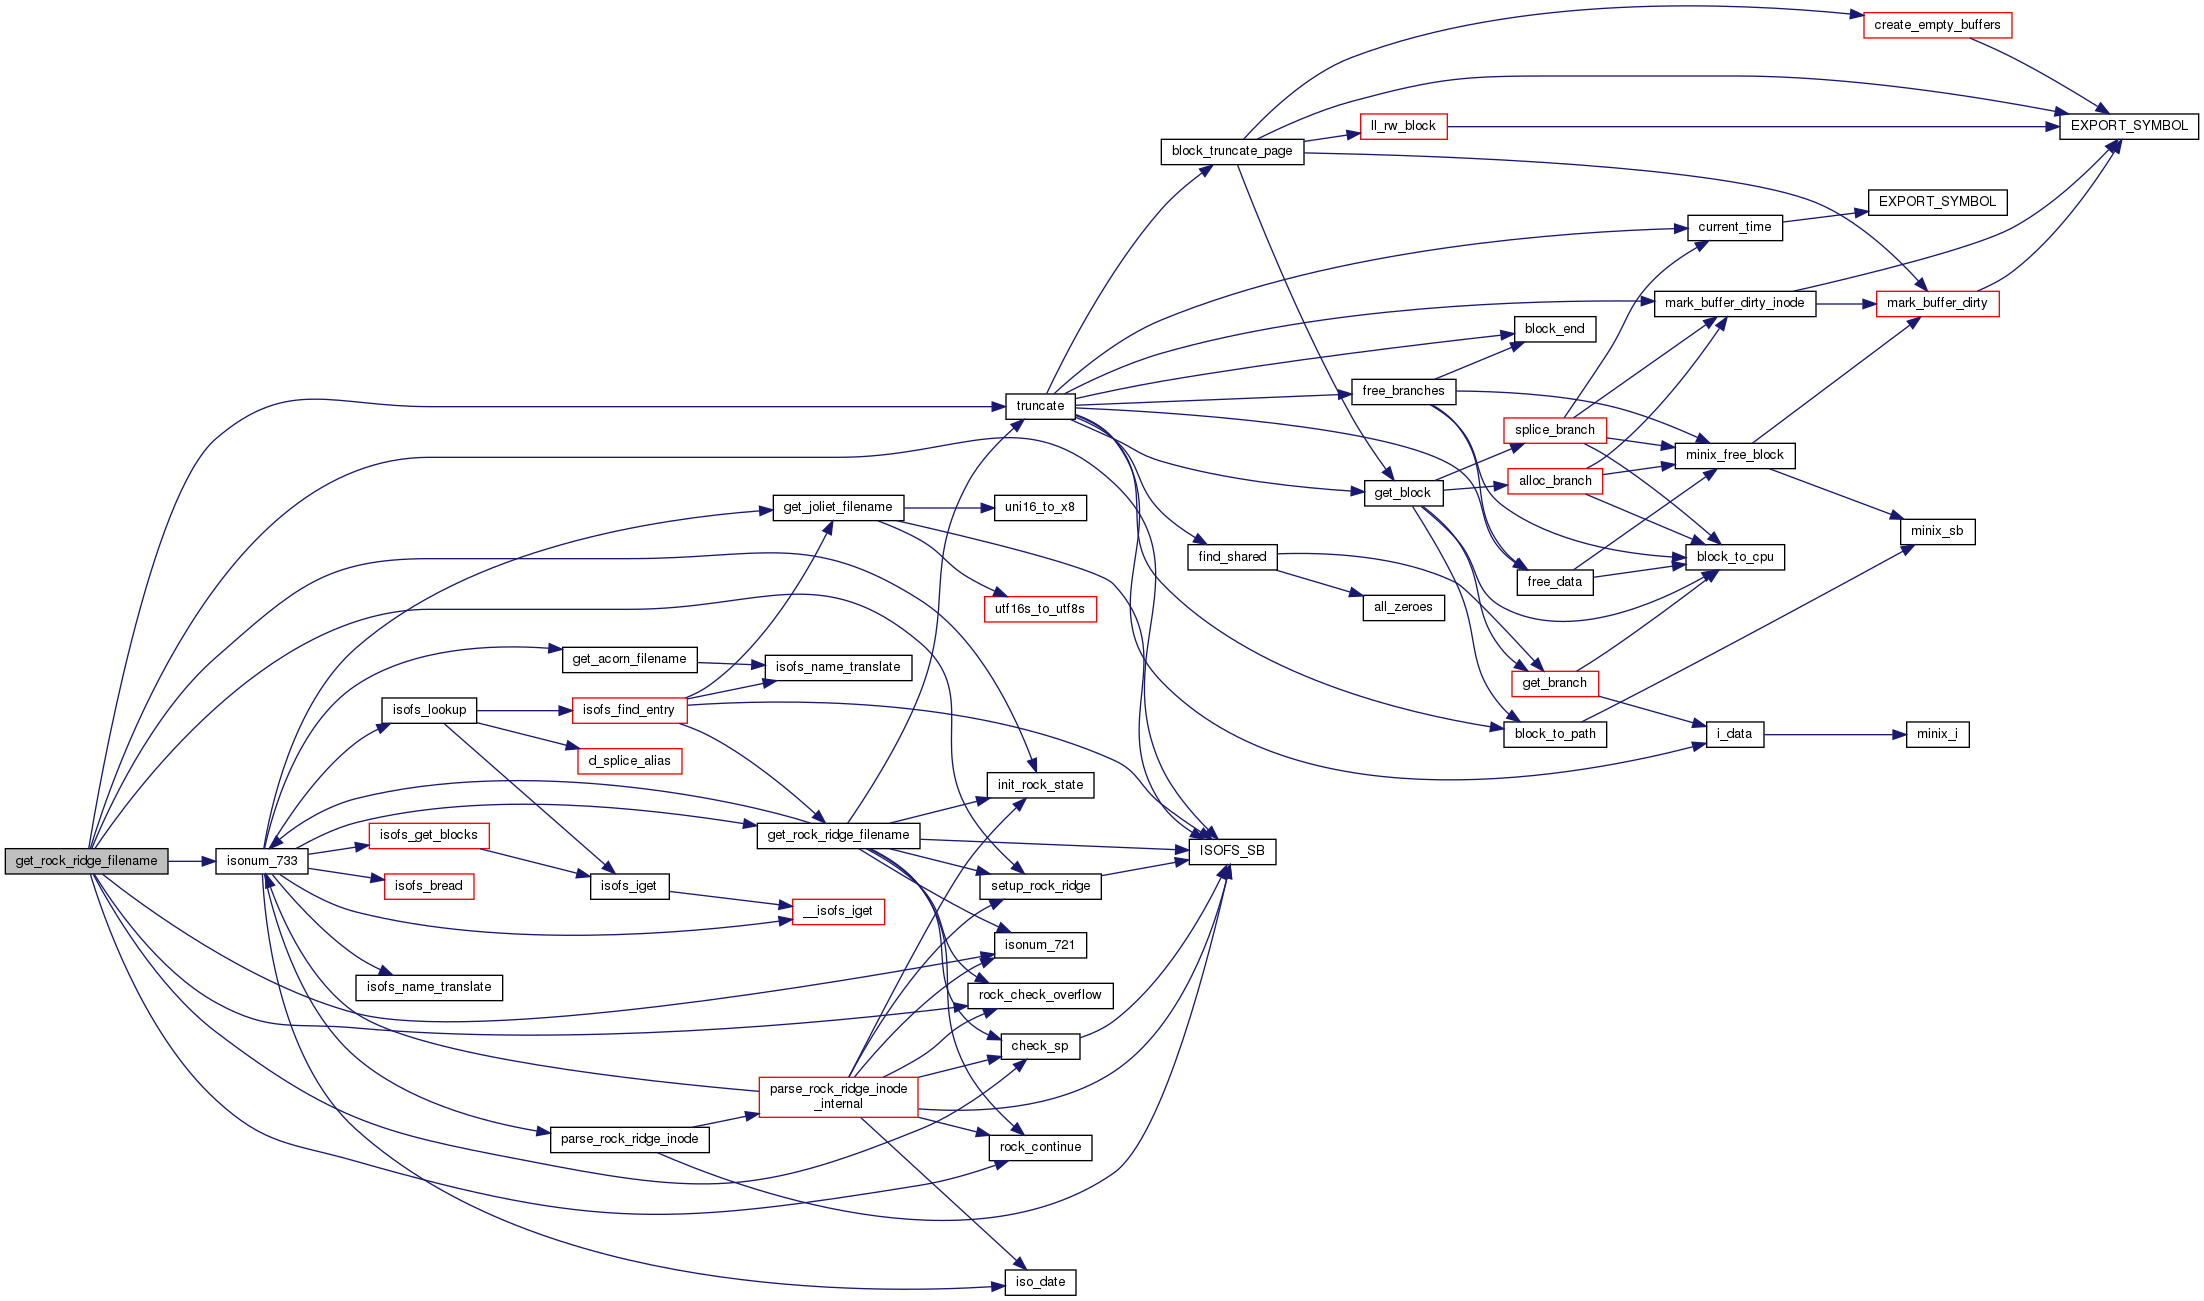 create_empty_buffers
ll_rw_block
EXPORT_SYMBOL
block_truncate_page
EXPORT_SYMBOL
current_time
mark_buffer_dirty_inode
mark_buffer_dirty
block_end
free_branches
truncate
splice_branch
minix_free_block
alloc_branch
get_block
get_joliet_filename
uni16_to_x8
minix_sb
find_shared
block_to_cpu
free_data
utf16s_to_utf8s
all_zeroes
get_acorn_filename
isofs_name_translate
get_branch
isofs_lookup
isofs_find_entry
block_to_path
i_data
minix_i
d_splice_alias
init_rock_state
isofs_get_blocks
get_rock_ridge_filename
get_rock_ridge_filename
isonum_733
ISOFS_SB
isofs_bread
isofs_iget
setup_rock_ridge
__isofs_iget
isonum_721
isofs_name_translate
rock_check_overflow
check_sp
parse_rock_ridge_inode
_internal
parse_rock_ridge_inode
rock_continue
iso_date